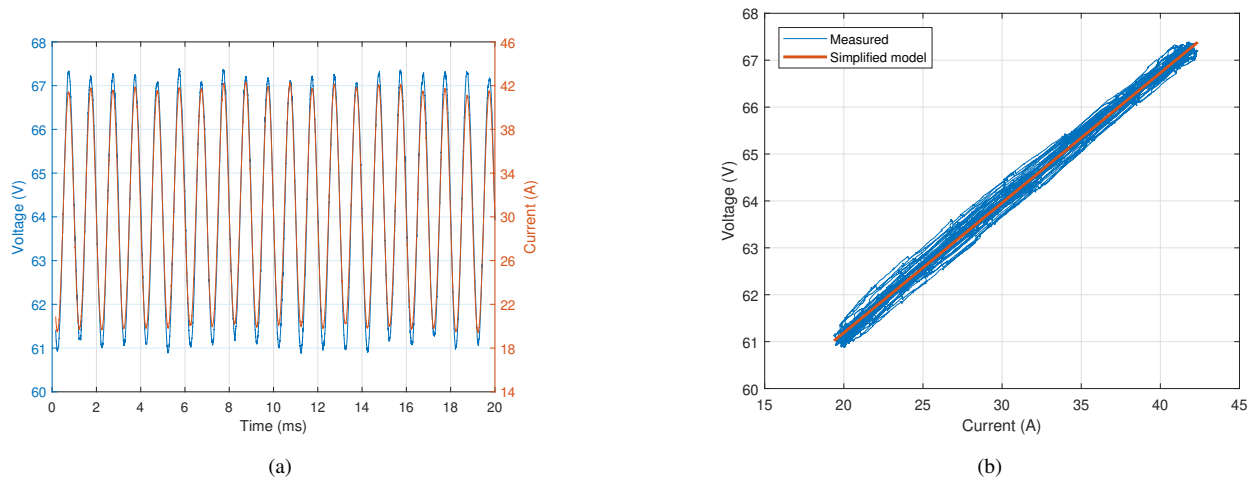 68
67
66
65
64
63
62
61
60
Voltage (V)
46
42
38
34
30
26
22
18
14
Current (A)
0 2 4 6 8 10 12 14 16 18 20
Time (ms)
(a)
68
67
66
65
64
63
62
61
60
Voltage (V)
Measured
Simplified model
15 20 25 30 35 40 45
Current (A)
(b)